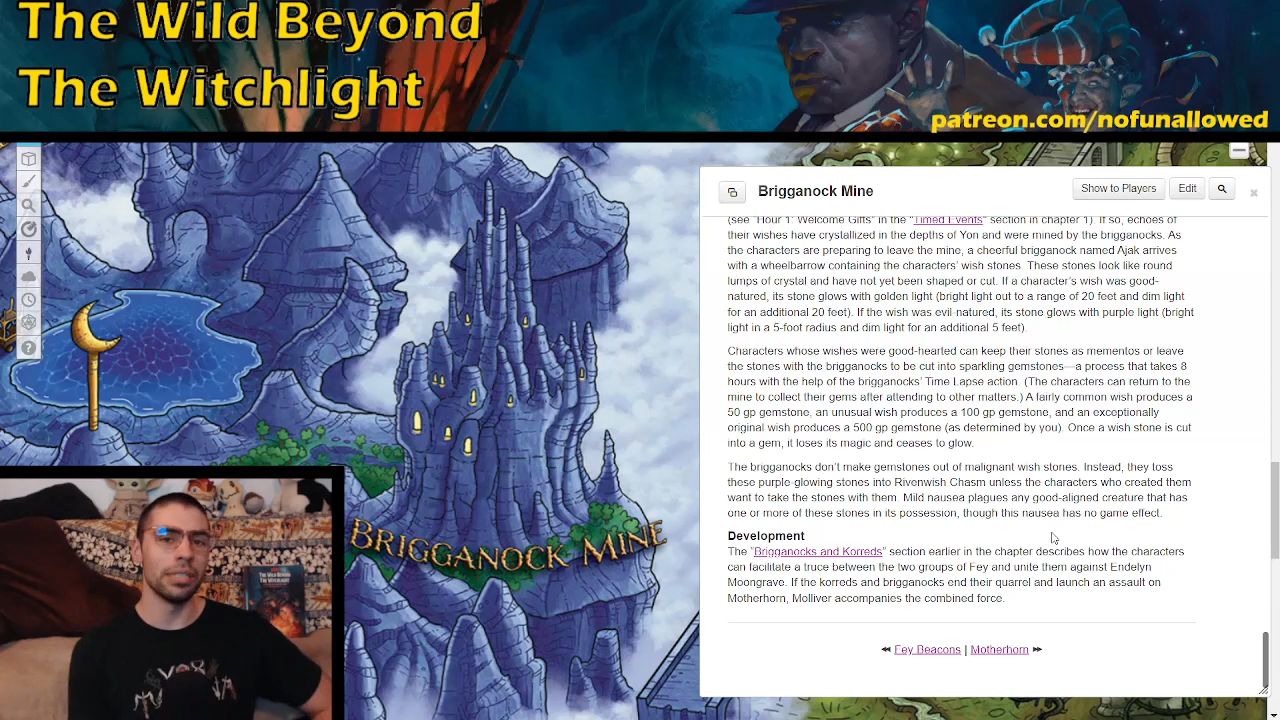 The Wild Beyond
The Witchlight
patreon.com/nofunallowed
Brigganock Mine
Show to Players
Edit
(see "Hour 1: Welcome Gifts" in the "Timed Events" section in chapter 1). If so, echoes of
their wishes have crystallized in the depths of Yon and were mined by the brigganocks. As
the characters are preparing to leave the mine, a cheerful brigganock named Ajak arrives
with a wheelbarrow containing the characters' wish stones. These stones look like round
lumps of crystal and have not yet been shaped or cut. If a character's wish was good-
natured, its stone glows with golden light (bright light out to a range of 20 feet and dim light
for an additional 20 feet). If the wish was evil-natured, its stone glows with purple light (bright
light in a 5-foot radius and dim light for an additional 5 feet).
Characters whose wishes were good-hearted can keep their stones as mementos or leave
the stones with the brigganocks to be cut into sparkling gemstones—a process that takes 8
hours with the help of the brigganocks' Time Lapse action. (The characters can return to the
mine to collect their gems after attending to other matters.) A fairly common wish produces a
50 gp gemstone, an unusual wish produces a 100 gp gemstone, and an exceptionally
original wish produces a 500 gp gemstone (as determined by you). Once a wish stone is cut
into a gem, it loses its magic and ceases to glow.
The brigganocks don't make gemstones out of malignant wish stones. Instead, they toss
these purple-glowing stones into Rivenwish Chasm unless the characters who created them
want to take the stones with them. Mild nausea plagues any good-aligned creature that has
one or more of these stones in its possession, though this nausea has no game effect.
Development
The "Brigganocks and Korreds" section earlier in the chapter describes how the characters
can facilitate a truce between the two groups of Fey and unite them against Endelyn
Moongrave. If the korreds and brigganocks end their quarrel and launch an assault on
Motherhorn, Molliver accompanies the combined force.
Fey Beacons | Motherhorn
BRIGGANOCK MINE